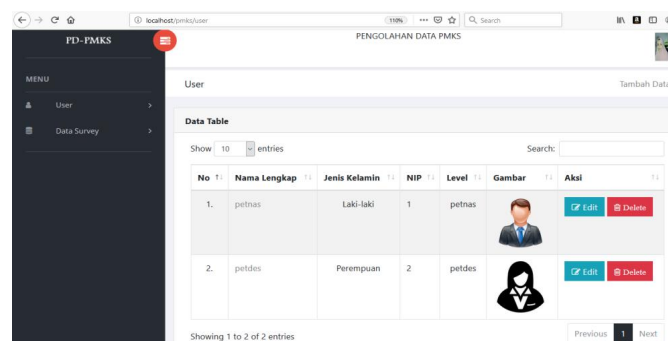 localhost/pmks/user
110%
Search
PD-PMKS
PENGOLAHAN DATA PMKS
MENU
User
Data Survey
User
Tambah Data
Data Table
Show 10 entries
Search:
No Nama Lengkap Jenis Kelamin NIP Level Gambar Aksi
1. petnas Laki-laki 1 petnas Edit Delete
2. petdes Perempuan 2 petdes Edit Delete
Showing 1 to 2 of 2 entries
Previous 1 Next